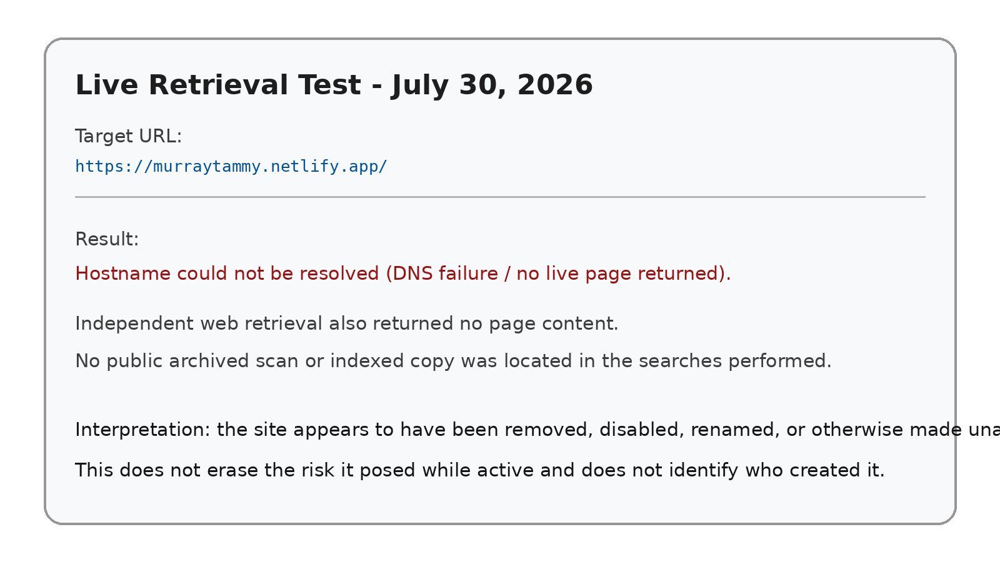 Live Retrieval Test - July 30, 2026
Target URL:
https://murraytammy.netlify.app/
Result:
Hostname could not be resolved (DNS failure / no live page returned).
Independent web retrieval also returned no page content.
No public archived scan or indexed copy was located in the searches performed.
Interpretation: the site appears to have been removed, disabled, renamed, or otherwise made
This does not erase the risk it posed while active and does not identify who created it.